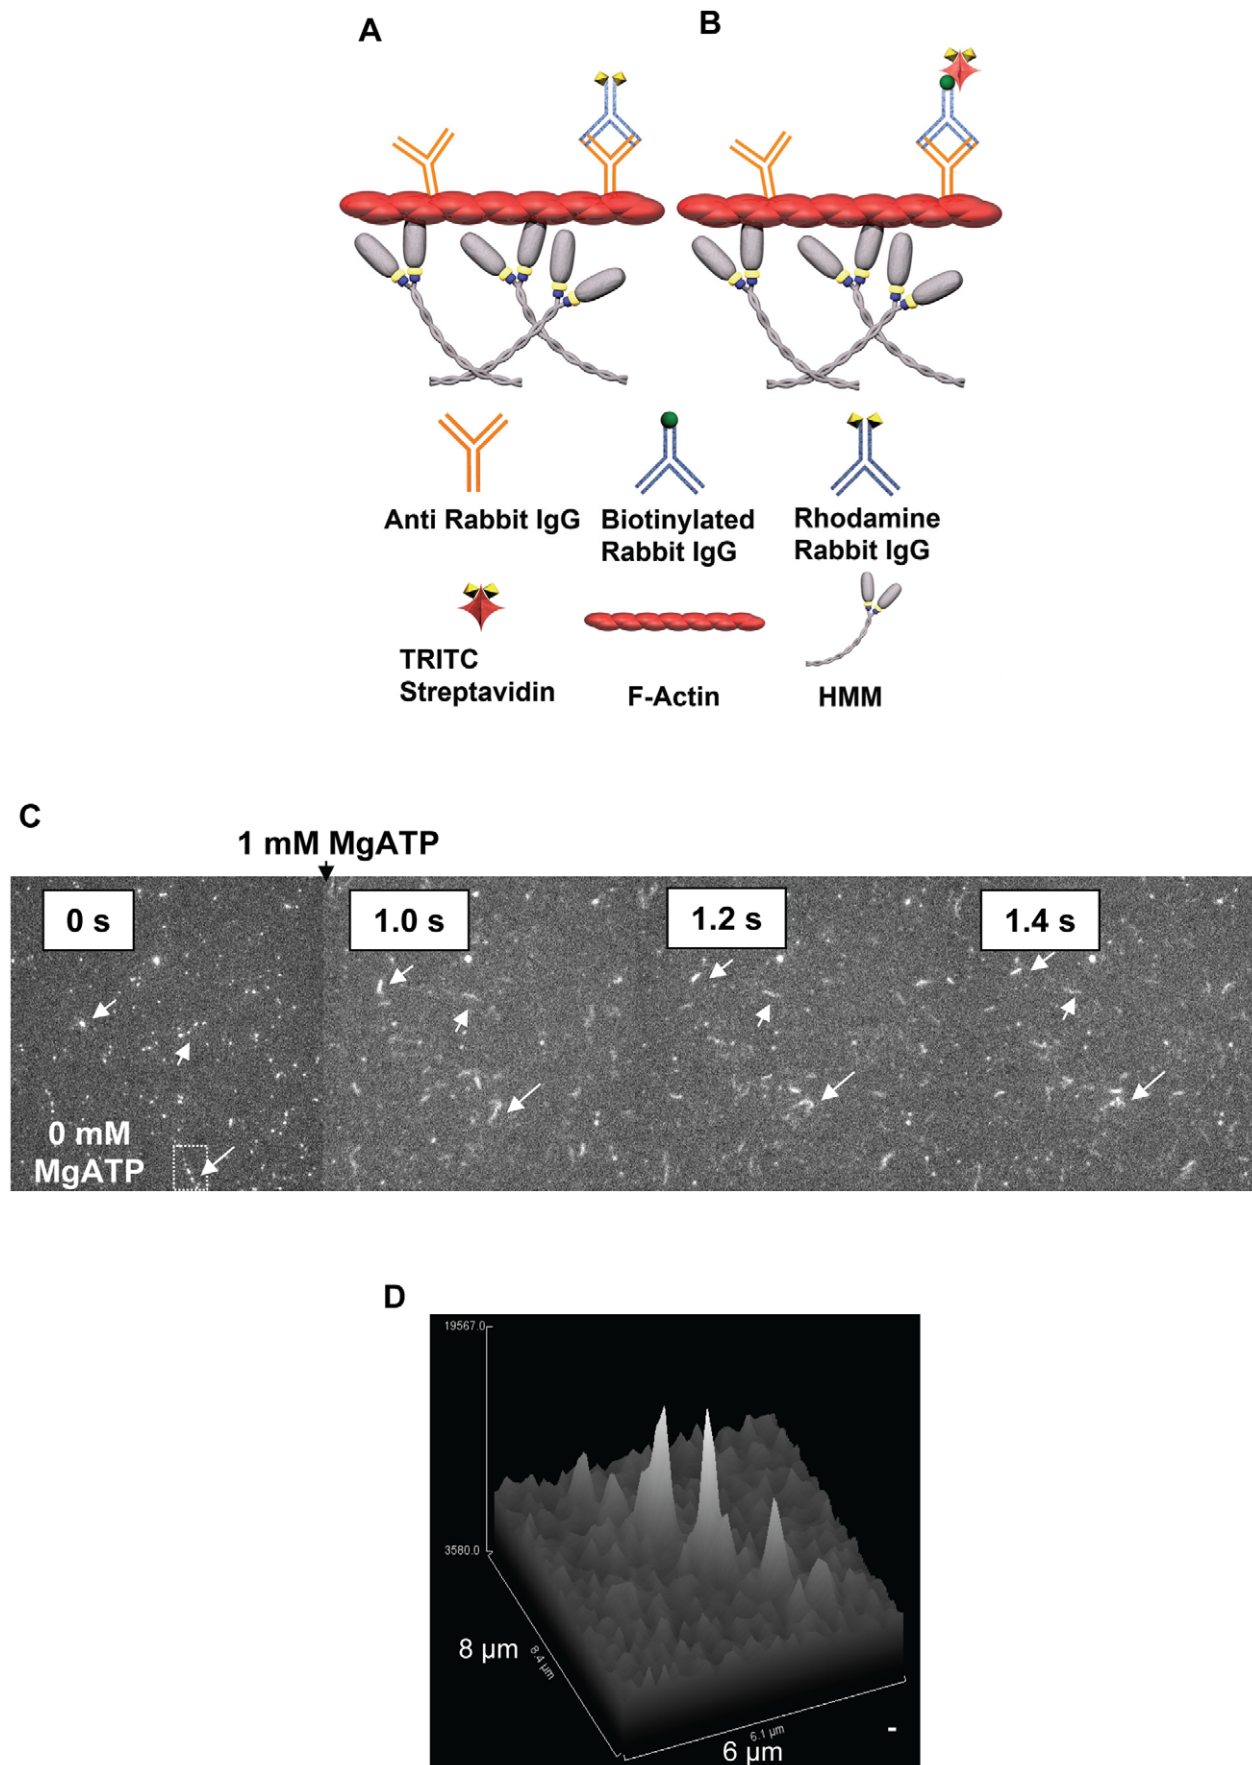 A
B
Anti Rabbit IgG
Biotinylated
Rabbit IgG
Rhodamine
Rabbit IgG
TRITC
Streptavidin
F-Actin
HMM
C
1 mM MgATP
0 s
1.0 s
1.2 s
1.4 s
0 mM
MgATP
D
19567.0
3580.0
8 µm
8.4 µm
6.1 µm
6 µm